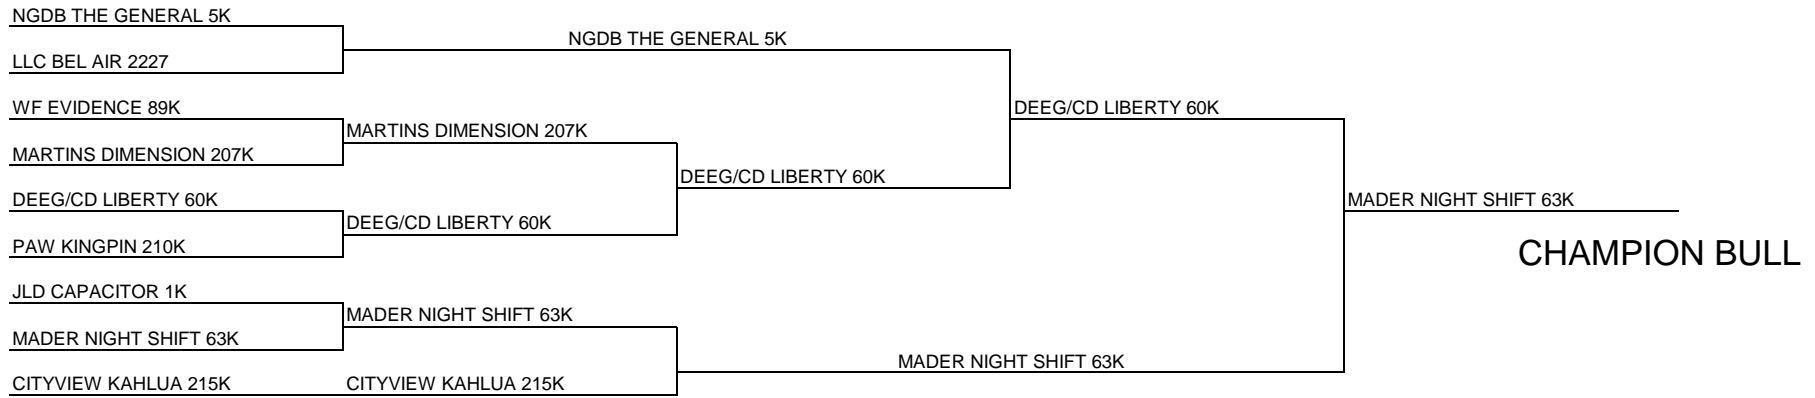 NGDB THE GENERAL 5K
NGDB THE GENERAL 5K
LLC BEL AIR 2227
WF EVIDENCE 89K
DEEG/CD LIBERTY 60K
MARTINS DIMENSION 207K
MARTINS DIMENSION 207K
DEEG/CD LIBERTY 60K
DEEG/CD LIBERTY 60K
MADER NIGHT SHIFT 63K
DEEG/CD LIBERTY 60K
PAW KINGPIN 210K
CHAMPION BULL
JLD CAPACITOR 1K
MADER NIGHT SHIFT 63K
MADER NIGHT SHIFT 63K
MADER NIGHT SHIFT 63K
CITYVIEW KAHLUA 215K
CITYVIEW KAHLUA 215K